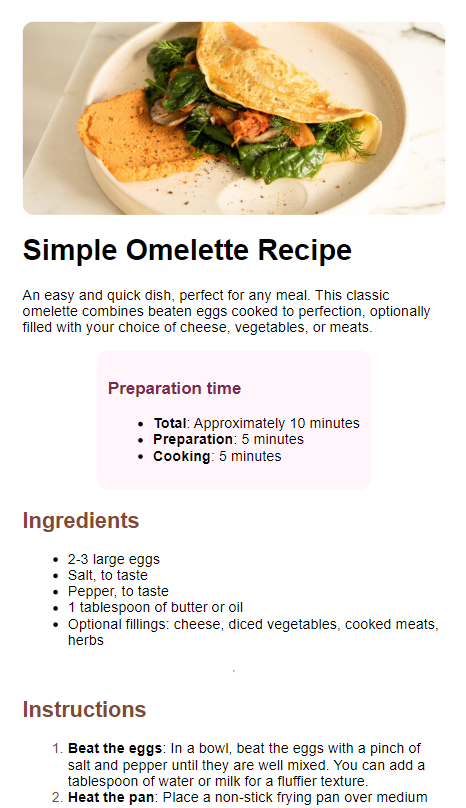 Simple Omelette Recipe
An easy and quick dish, perfect for any meal. This classic
omelette combines beaten eggs cooked to perfection, optionally
filled with your choice of cheese, vegetables, or meats.
Preparation time
• Total: Approximately 10 minutes
• Preparation: 5 minutes
• Cooking: 5 minutes
Ingredients
• 2-3 large eggs
• Salt, to taste
• Pepper, to taste
• 1 tablespoon of butter or oil
• Optional fillings: cheese, diced vegetables, cooked meats,
herbs
Instructions
1. Beat the eggs: In a bowl, beat the eggs with a pinch of
salt and pepper until they are well mixed. You can add a
tablespoon of water or milk for a fluffier texture.
2. Heat the pan: Place a non-stick frying pan over medium